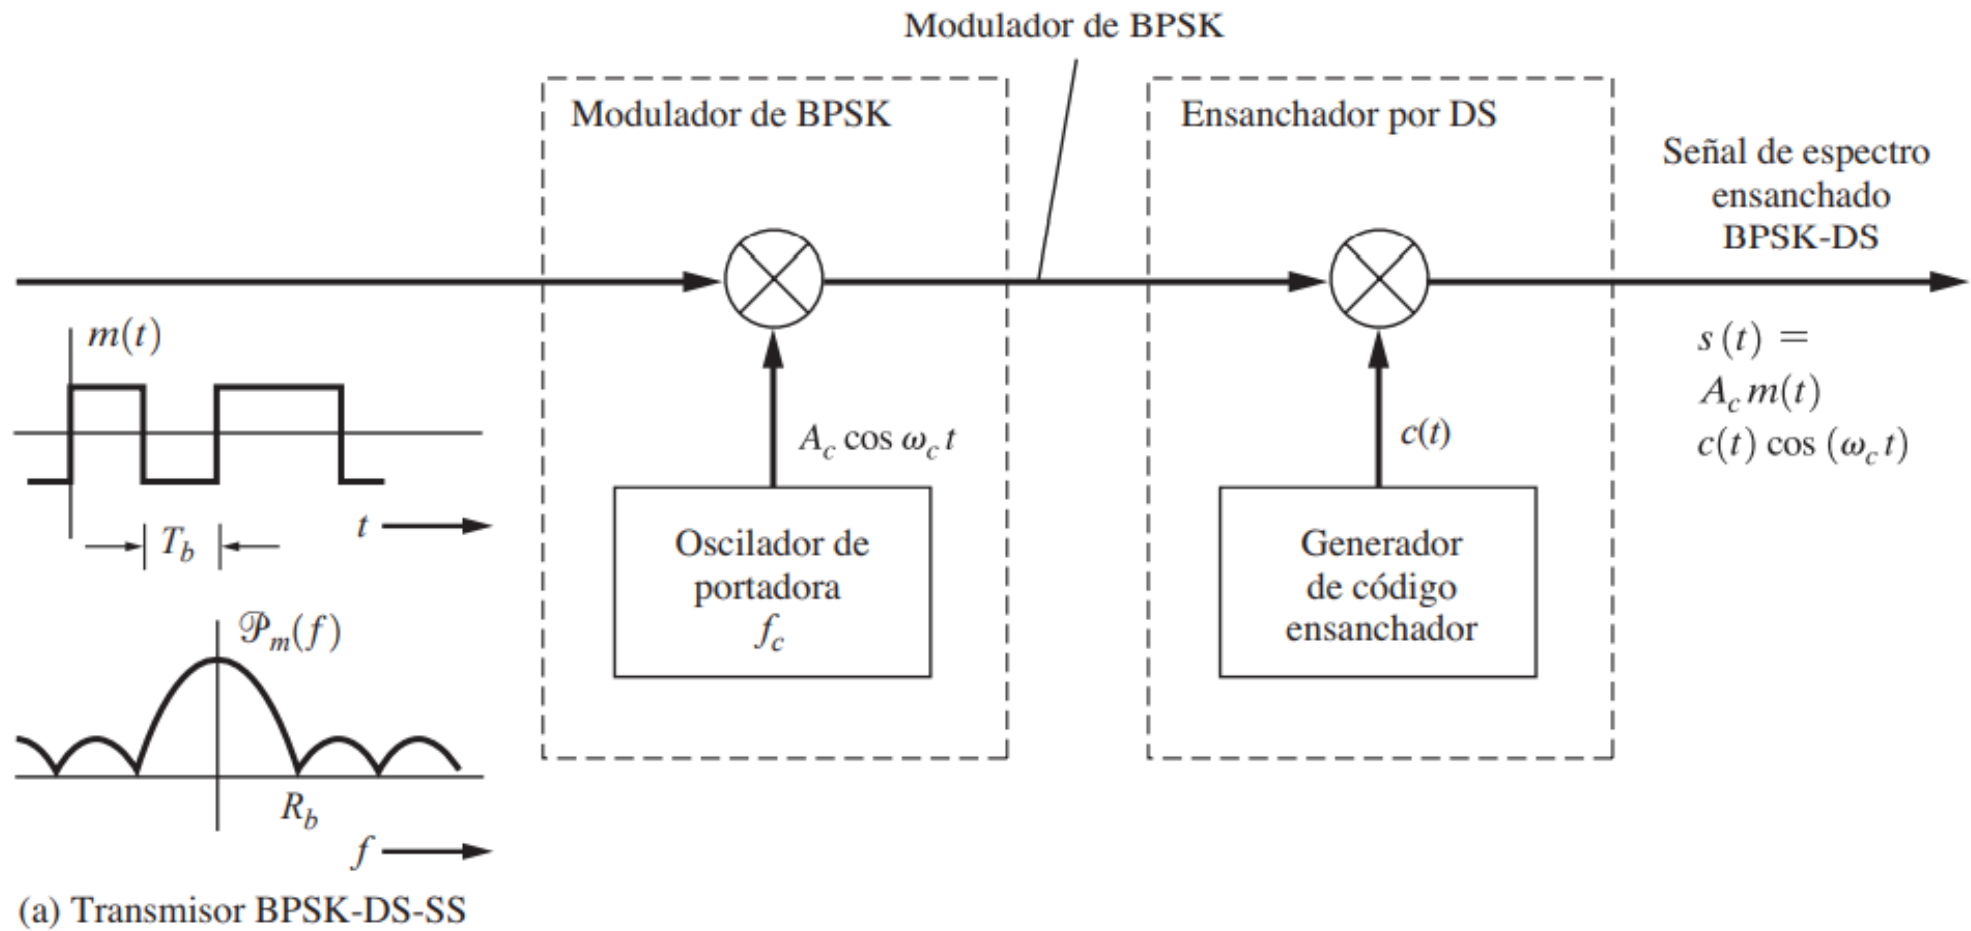 Modulador de BPSK
Modulador de BPSK
Ensanchador por DS
Señal de espectro
ensanchado
BPSK-DS
m(t)
s (t) =
A_c m(t)
c(t) cos (ω_c t)
A_c cos ω_c t
c(t)
t
T_b
Oscilador de
portadora
f_c
Generador
de código
ensanchador
𝒫_m(f)
R_b
f
(a) Transmisor BPSK-DS-SS